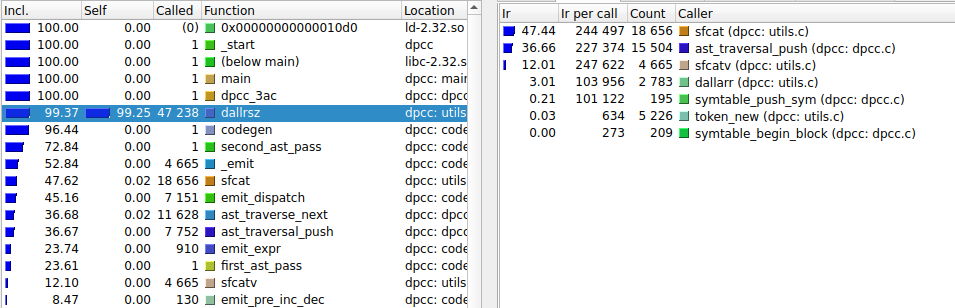 Incl. Self Called Function Location
100.00 0.00 (0) 0x00000000000010d0 ld-2.32.so
100.00 0.00 1 _start dpcc
100.00 0.00 1 (below main) libc-2.32.s
100.00 0.00 1 main dpcc: mai
100.00 0.00 1 dpcc_3ac dpcc: dpc
99.37 99.25 47 238 dallrsz dpcc: utils
96.44 0.00 1 codegen dpcc: code
72.84 0.00 1 second_ast_pass dpcc: code
52.84 0.00 4 665 _emit dpcc: code
47.62 0.02 18 656 sfcat dpcc: utils
45.16 0.00 7 151 emit_dispatch dpcc: code
36.68 0.02 11 628 ast_traverse_next dpcc: dpc
36.67 0.00 7 752 ast_traversal_push dpcc: dpc
23.74 0.00 910 emit_expr dpcc: code
23.61 0.00 1 first_ast_pass dpcc: code
12.10 0.00 4 665 sfcatv dpcc: utils
8.47 0.00 130 emit_pre_inc_dec dpcc: code
Ir Ir per call Count Caller
47.44 244 497 18 656 sfcat (dpcc: utils.c)
36.66 227 374 15 504 ast_traversal_push (dpcc: dpcc.c)
12.01 247 622 4 665 sfcatv (dpcc: utils.c)
3.01 103 956 2 783 dallarr (dpcc: utils.c)
0.21 101 122 195 symtable_push_sym (dpcc: dpcc.c)
0.03 634 5 226 token_new (dpcc: utils.c)
0.00 273 209 symtable_begin_block (dpcc: dpcc.c)